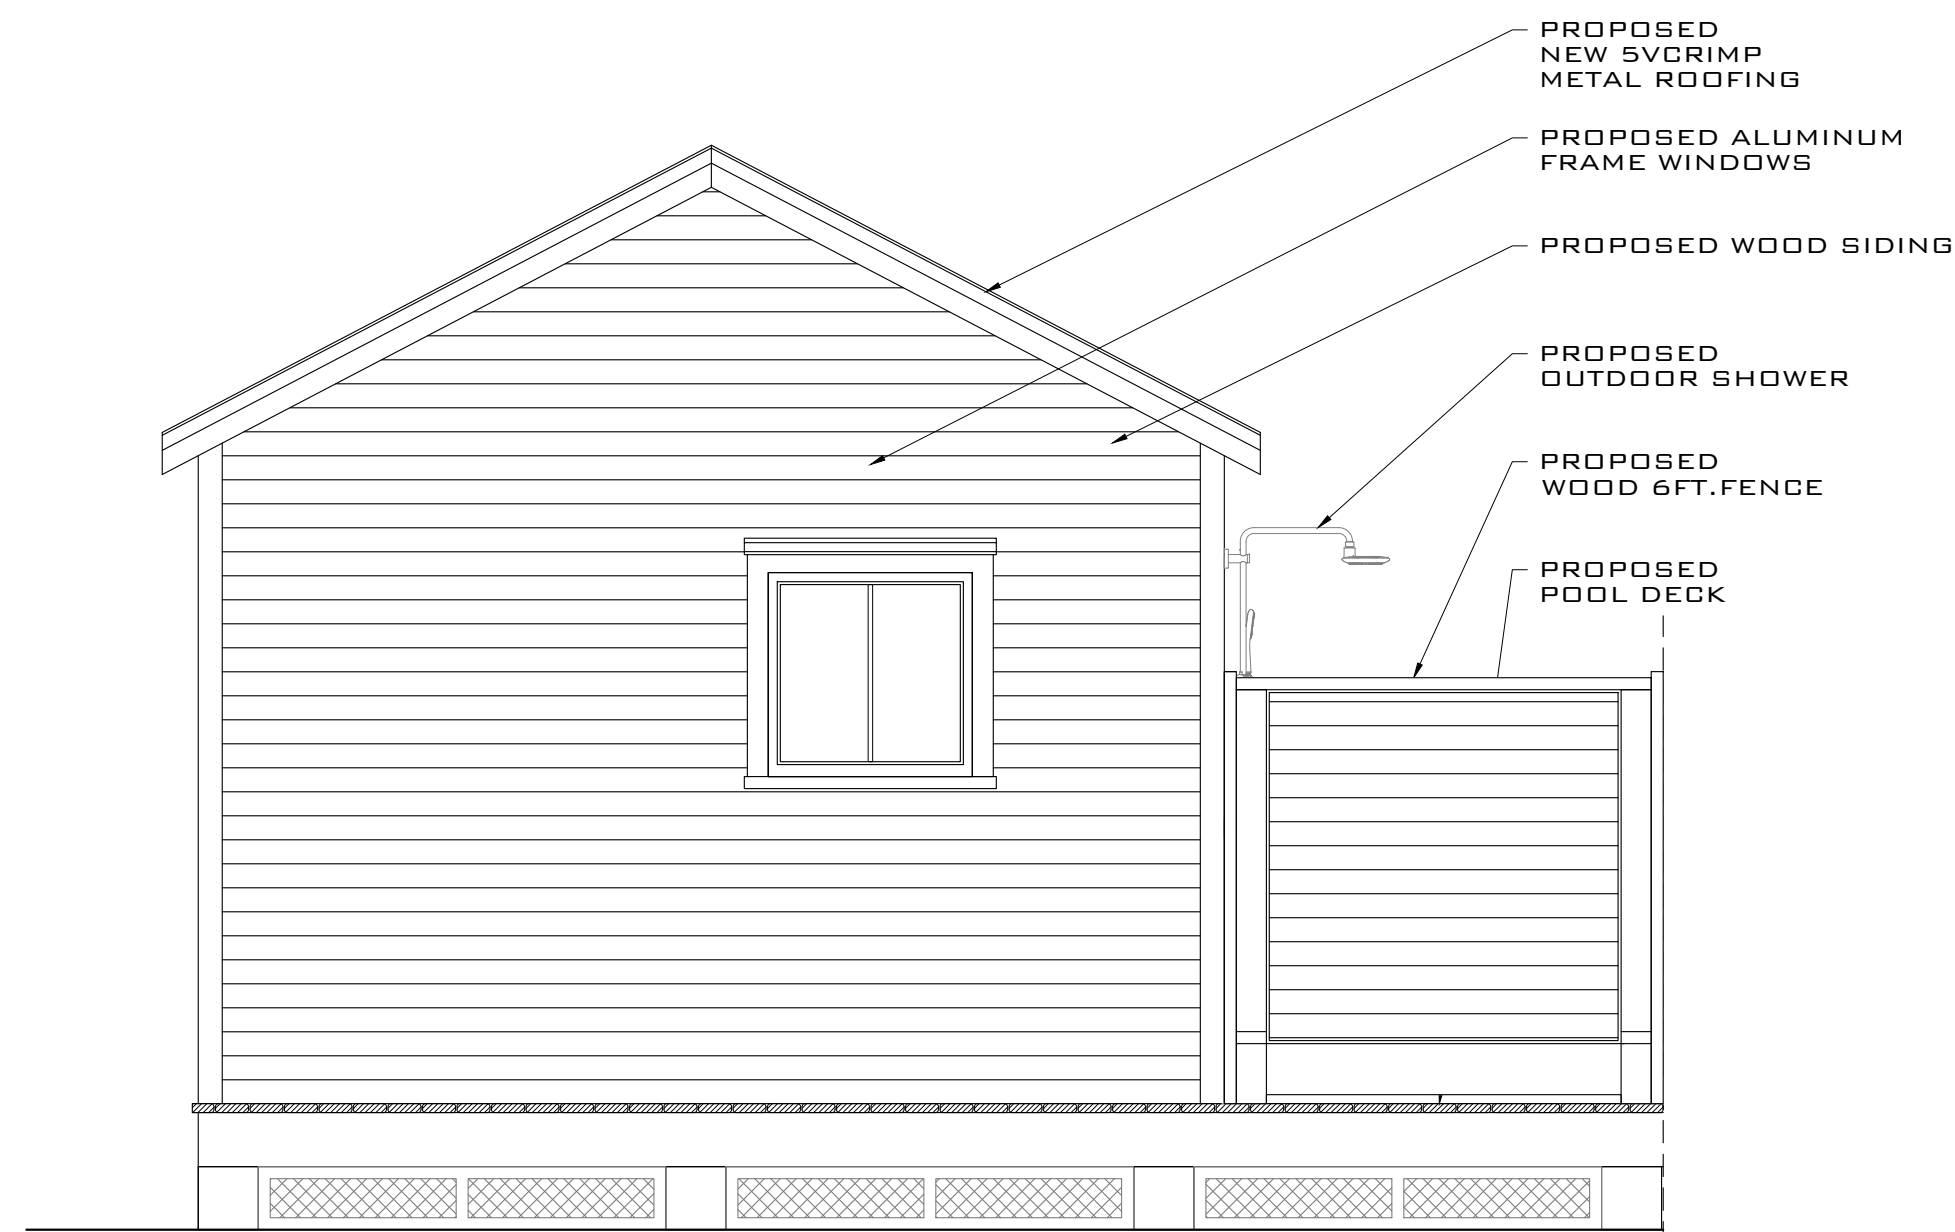 PROPOSED
NEW 5VCRIMP
METAL ROOFING
PROPOSED ALUMINUM
FRAME WINDOWS
PROPOSED WOOD SIDING
PROPOSED
OUTDOOR SHOWER
PROPOSED
WOOD 6FT.FENCE
PROPOSED
POOL DECK